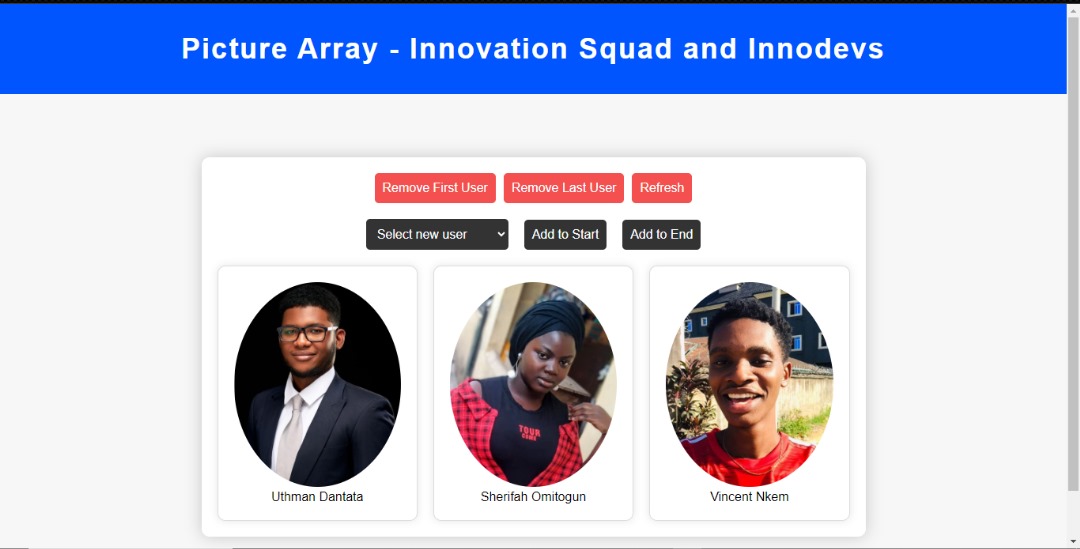 Picture Array - Innovation Squad and Innodevs
Remove First User Remove Last User Refresh
Select new user Add to Start Add to End
TOUR
Uthman Dantata Sherifah Omitogun Vincent Nkem